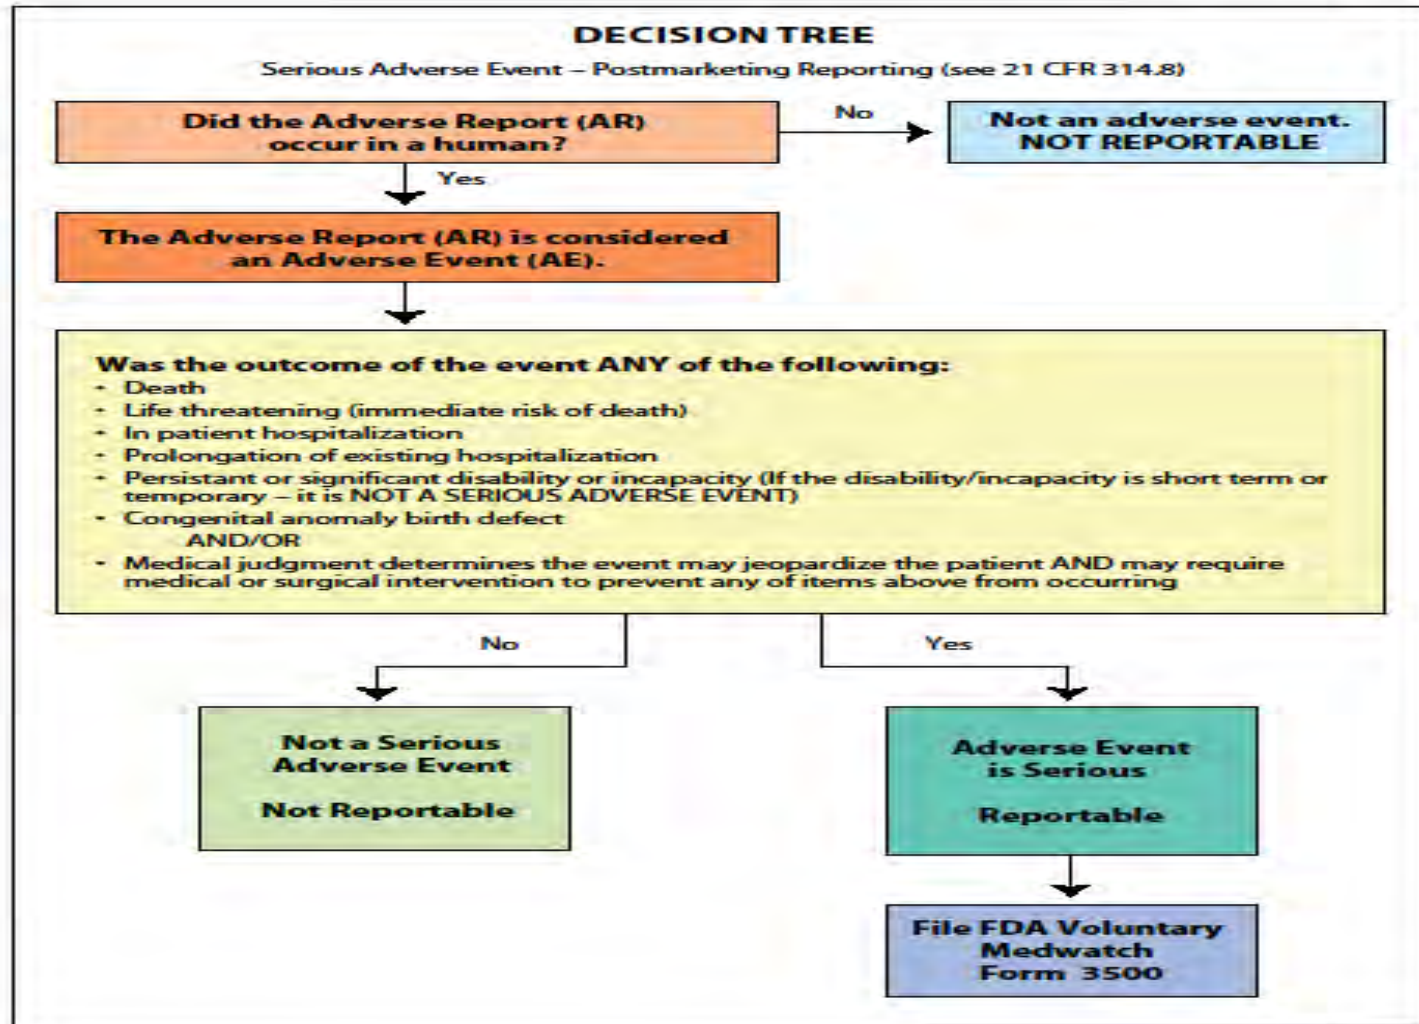 DECISION TREE
Serious Adverse Event – Postmarketing Reporting (see 21 CFR 314.8)
Did the Adverse Report (AR)
occur in a human?
No
Not an adverse event.
NOT REPORTABLE
Yes
The Adverse Report (AR) is considered
an Adverse Event (AE).
Was the outcome of the event ANY of the following:
• Death
• Life threatening (immediate risk of death)
• In patient hospitalization
• Prolongation of existing hospitalization
• Persistant or significant disability or incapacity (If the disability/incapacity is short term or
temporary – it is NOT A SERIOUS ADVERSE EVENT)
• Congenital anomaly birth defect
AND/OR
• Medical judgment determines the event may jeopardize the patient AND may require
medical or surgical intervention to prevent any of items above from occurring
No
Yes
Not a Serious
Adverse Event
Not Reportable
Adverse Event
is Serious
Reportable
File FDA Voluntary
Medwatch
Form 3500